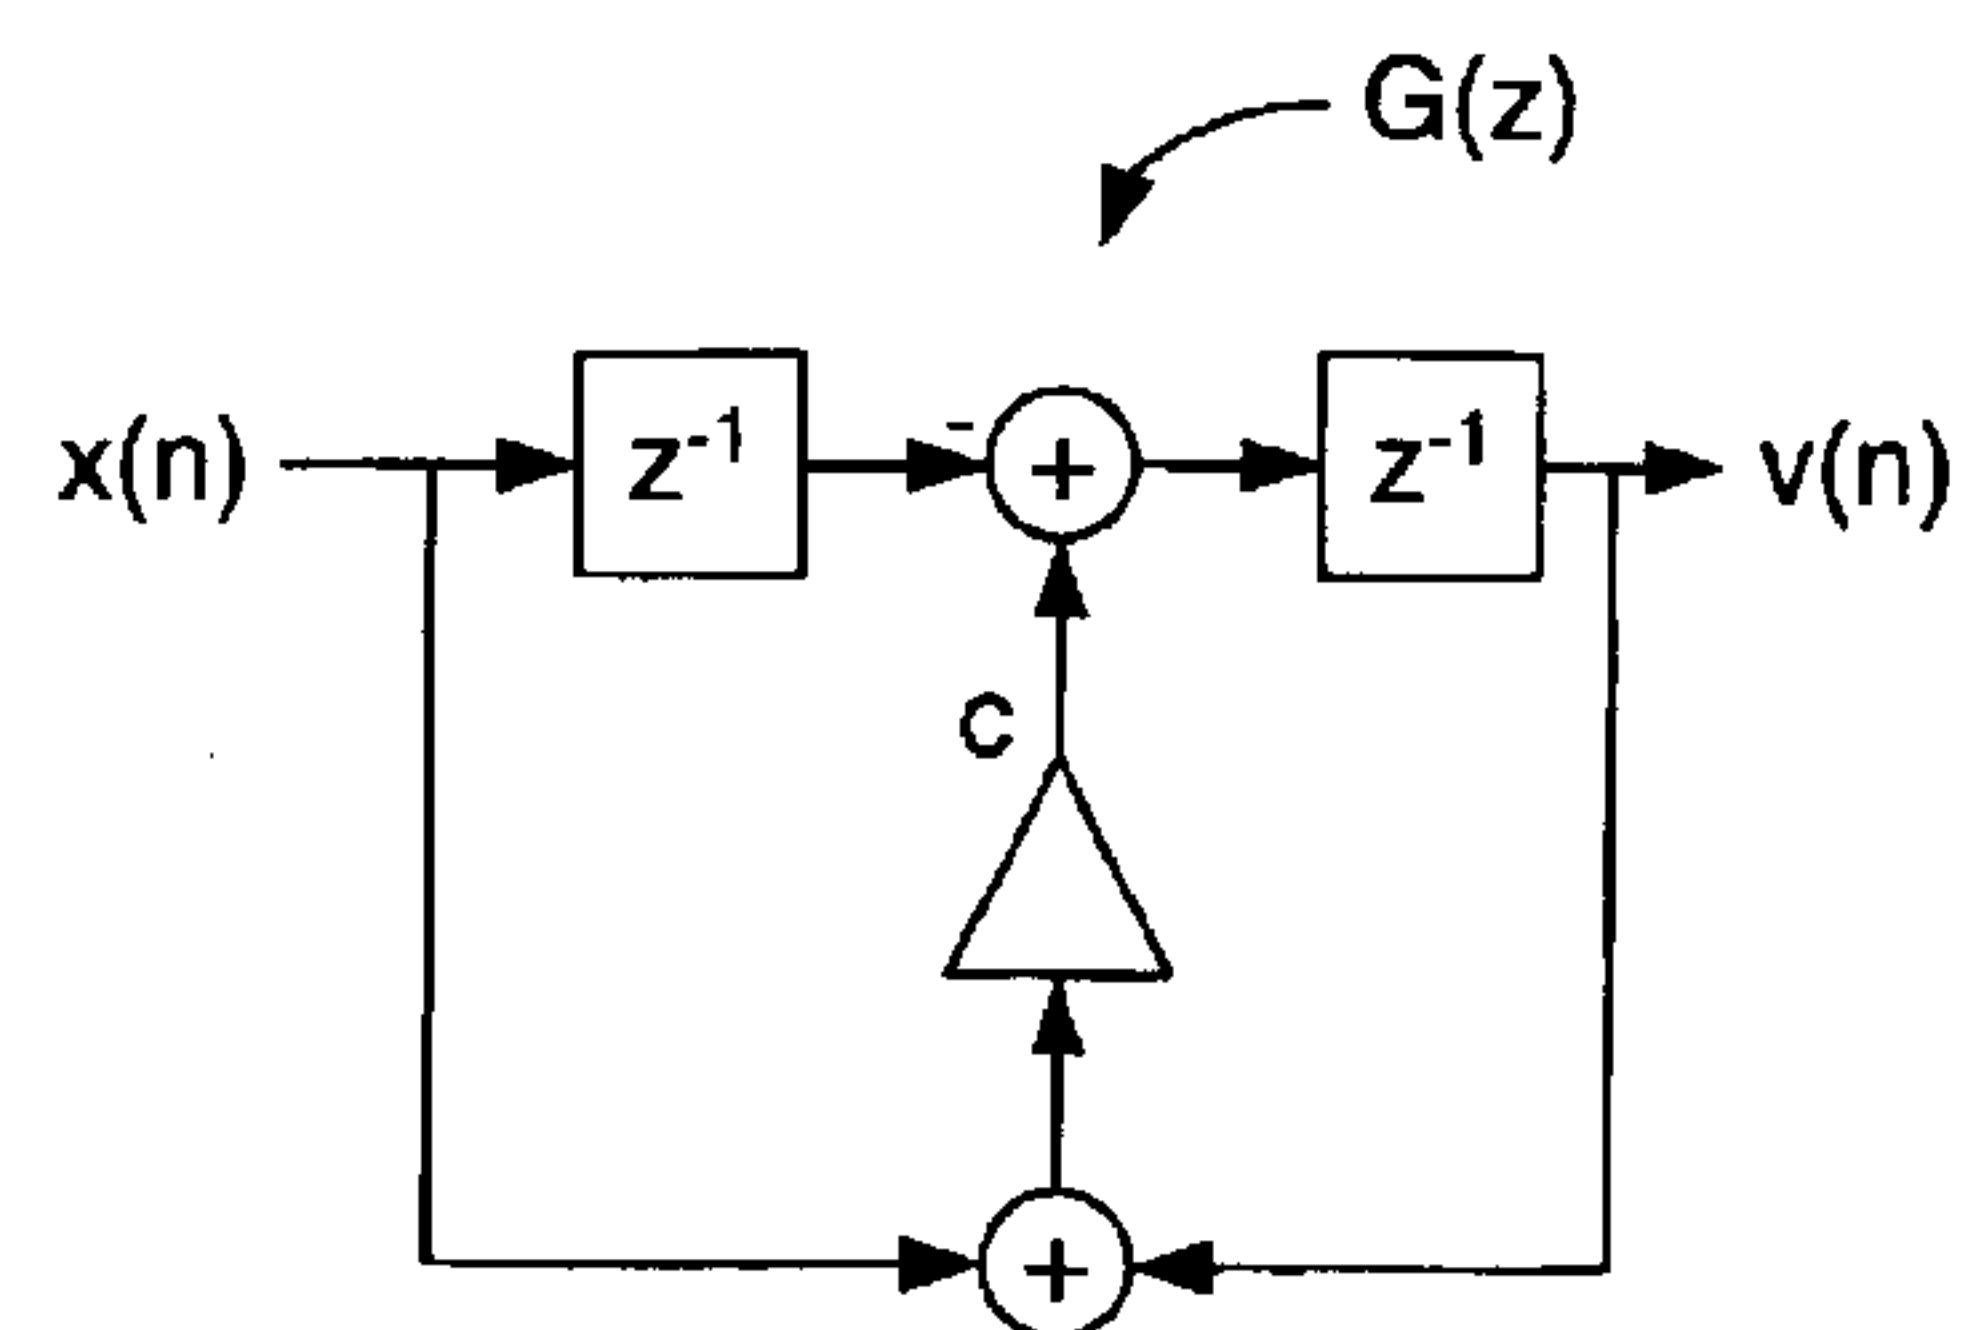 G(z)
x(n)
z⁻¹
-
+
z⁻¹
v(n)
c
+